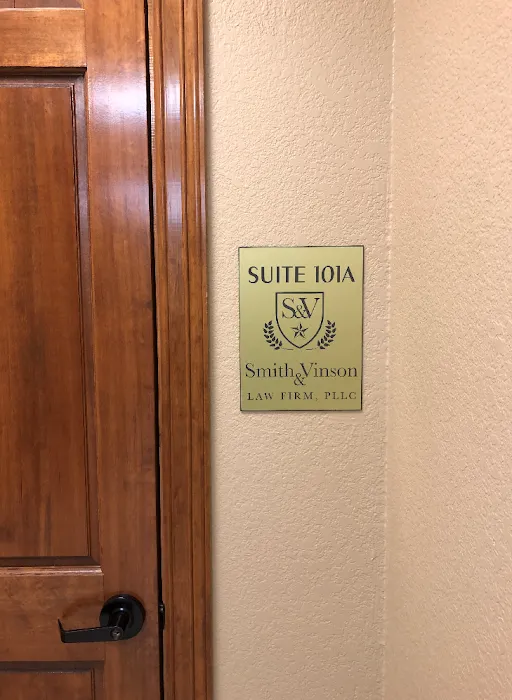 SUITE 101A
S&V
Smith & Vinson
LAW FIRM, PLLC